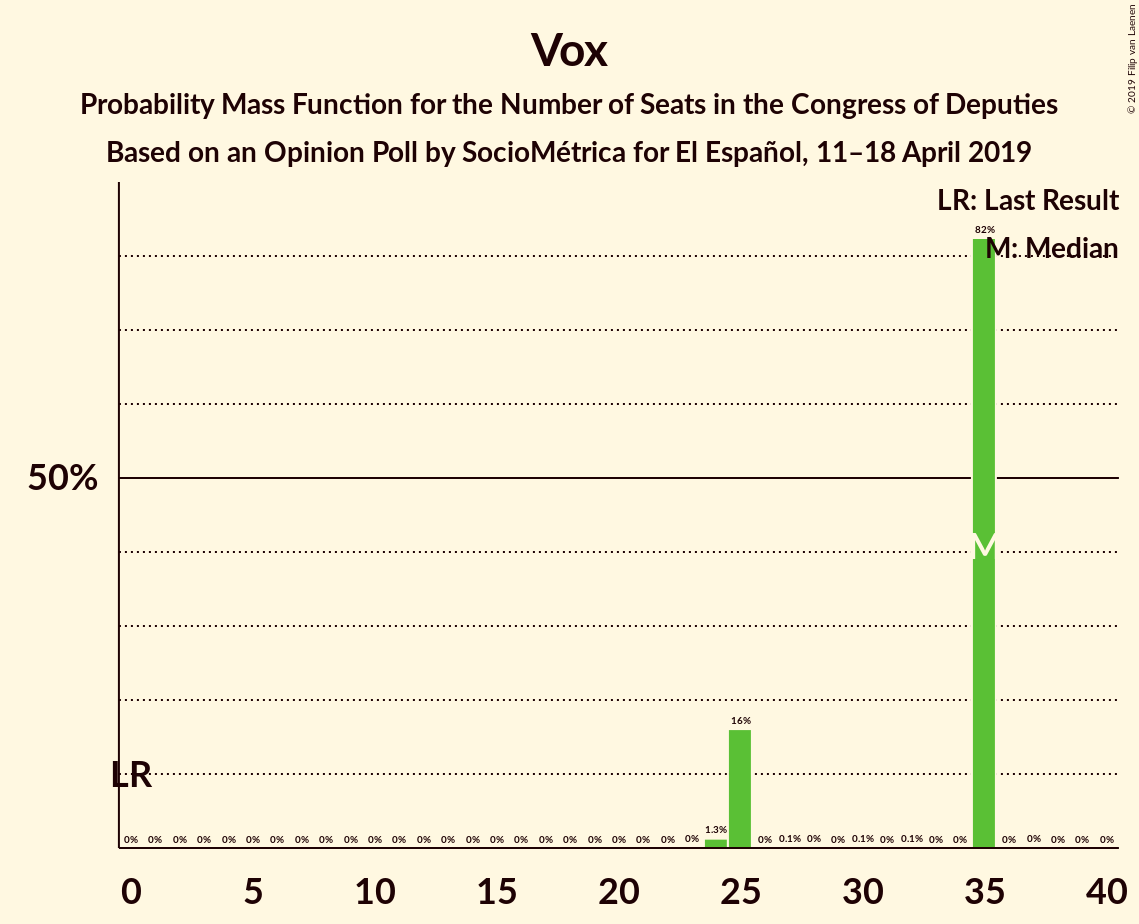 Vox
Probability Mass Function for the Number of Seats in the Congress of Deputies
Based on an Opinion Poll by SocioMétrica for El Español, 11–18 April 2019
© 2019 Filip van Laenen
LR: Last Result
M: Median
82%
50%
M
16%
LR
1.3%
0% 0% 0% 0% 0% 0% 0% 0% 0% 0% 0% 0% 0% 0% 0% 0% 0% 0% 0% 0% 0% 0% 0% 0% 0% 0.1% 0% 0% 0.1% 0% 0.1% 0% 0% 0% 0% 0% 0% 0%
0 5 10 15 20 25 30 35 40